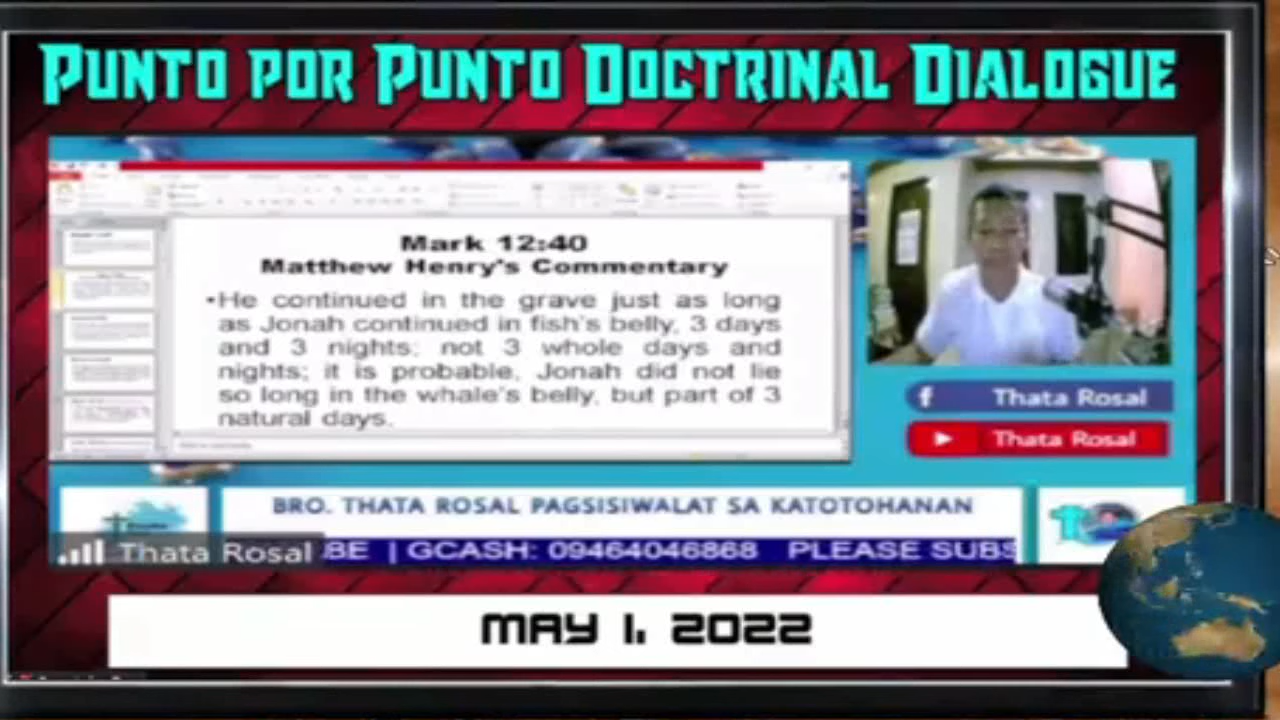 PUNTO POR PUNTO DOCTRINAL DIALOGUE
Mark 12:40
Matthew Henry's Commentary
•He continued in the grave just as long
as Jonah continued in fish's belly, 3 days
and 3 nights; not 3 whole days and
nights; it is probable, Jonah did not lie
so long in the whale's belly, but part of 3
natural days.
Thata Rosal
Thata Rosal
BRO. THATA ROSAL PAGSISIWALAT SA KATOTOHANAN
Thata Rosal
BE | GCASH: 09464046868 PLEASE SUBS
MAY 1, 2022